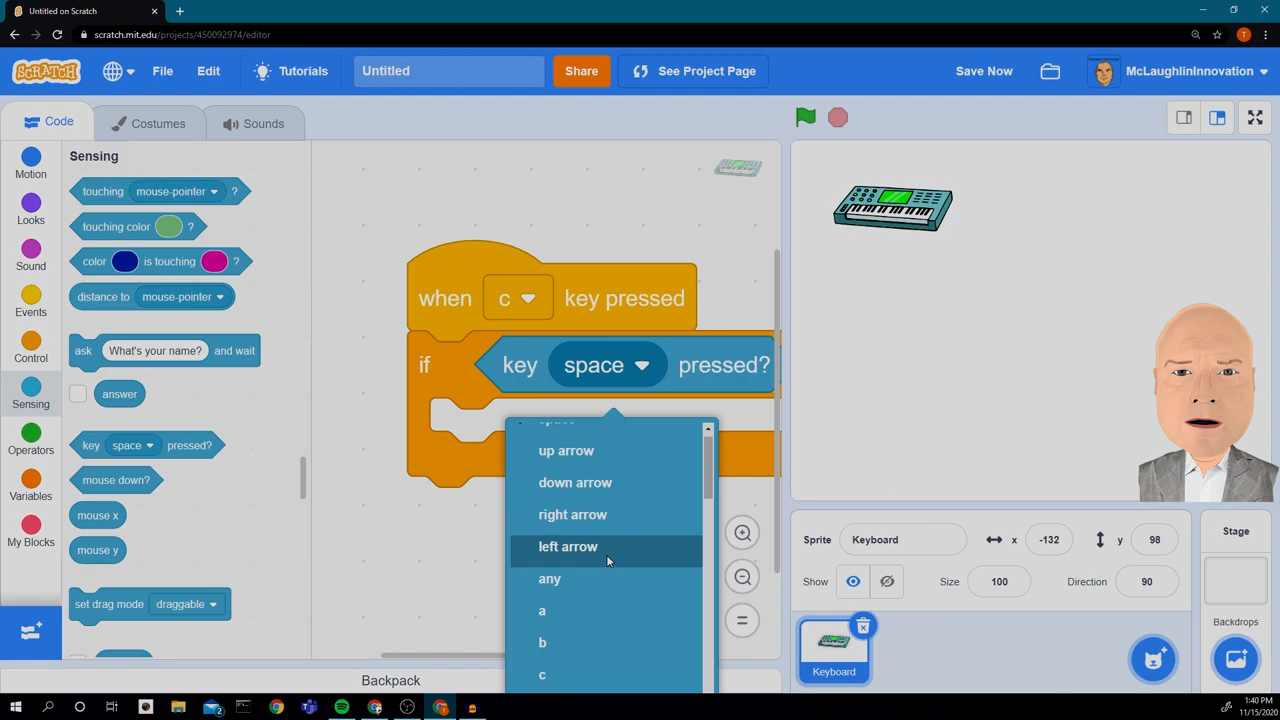 Untitled on Scratch
scratch.mit.edu/projects/450092974/editor
SCRATCH
File
Edit
Tutorials
Untitled
Share
See Project Page
Save Now
McLaughlinInnovation
Code
Costumes
Sounds
Motion
Looks
Sound
Events
Control
Sensing
Operators
Variables
My Blocks
Sensing
touching mouse-pointer ?
touching color ?
color is touching ?
distance to mouse-pointer
ask What's your name? and wait
answer
key space pressed?
mouse down?
mouse x
mouse y
set drag mode draggable
when c key pressed
if key space pressed?
space
up arrow
down arrow
right arrow
left arrow
any
a
b
c
Backpack
Sprite Keyboard x -132 y 98
Show Size 100 Direction 90
Keyboard
Stage
Backdrops
T
2
1:40 PM
11/15/2020